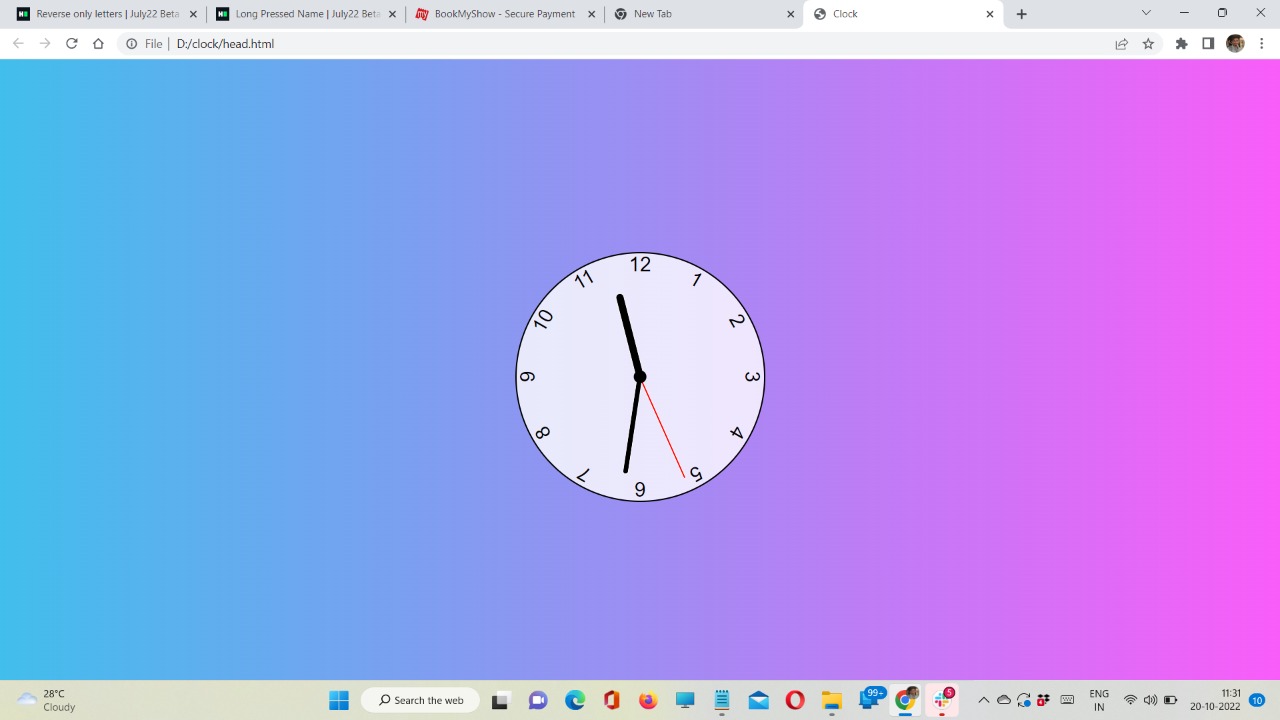 Reverse only letters | July22 Beta
Long Pressed Name | July22 Beta
BookMyShow - Secure Payment
New Tab
Clock
File | D:/clock/head.html
12
1
2
3
4
5
6
7
8
9
10
11
28°C
Cloudy
Search the web
99+
5
ENG
IN
11:31
20-10-2022
10